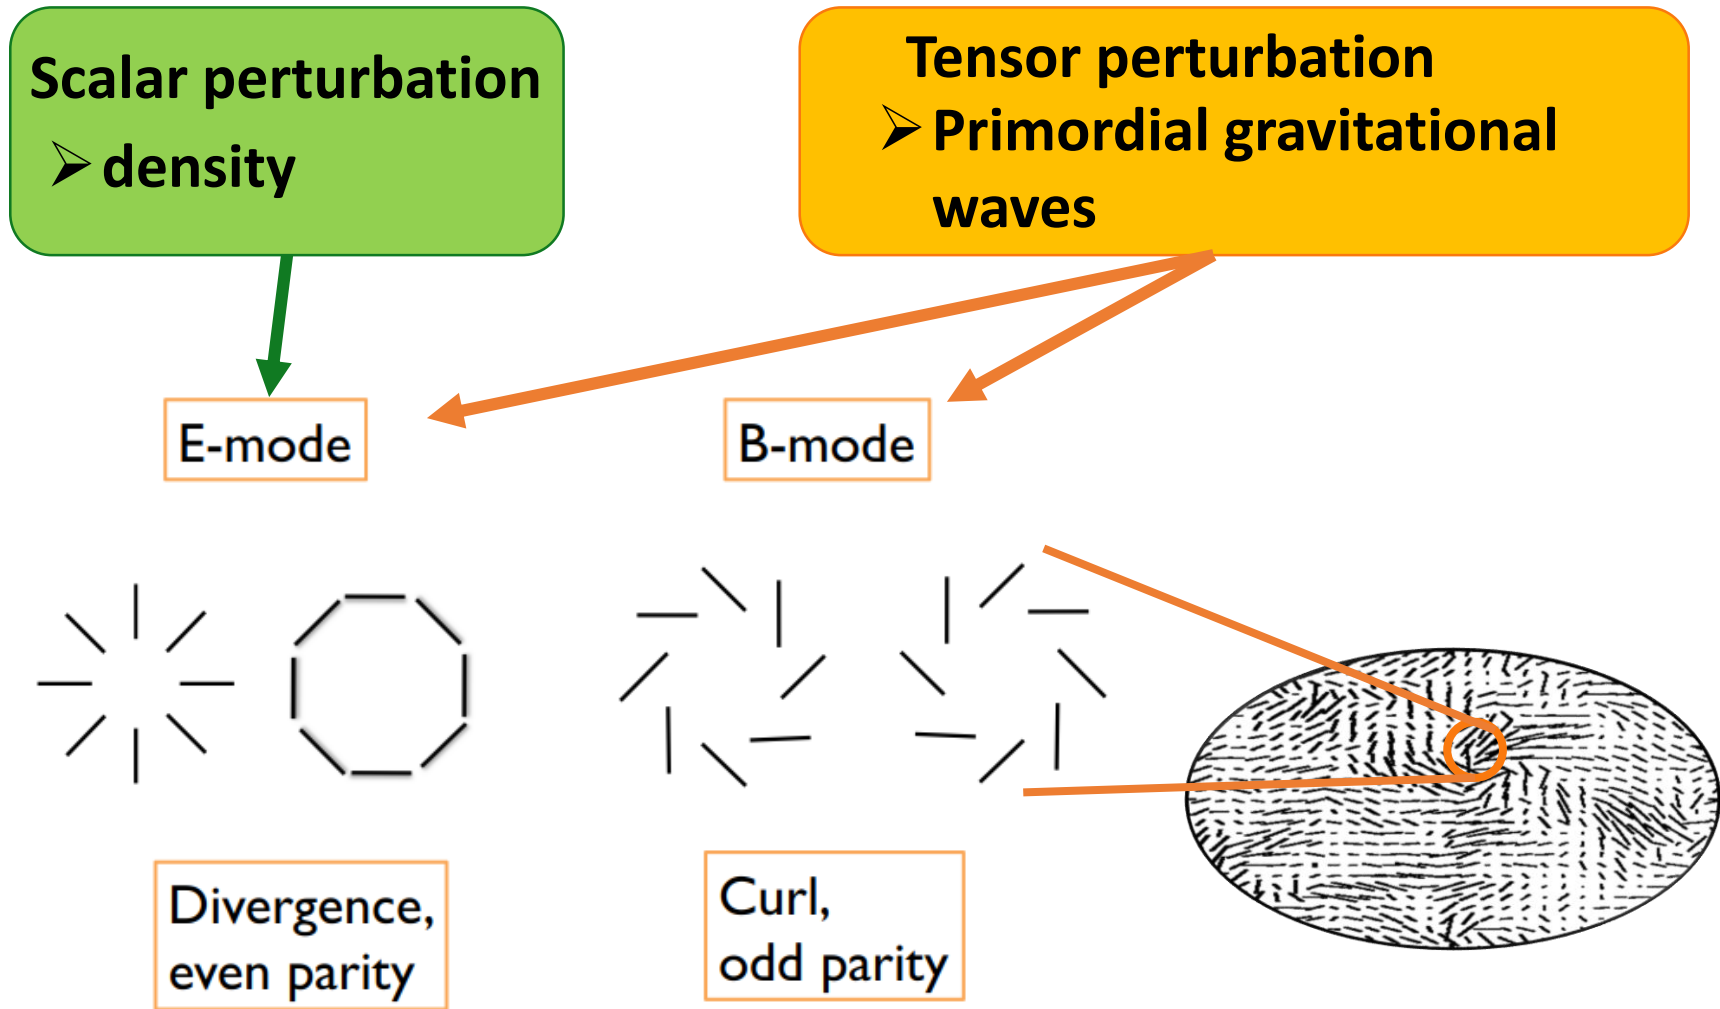 Scalar perturbation
➢ density
Tensor perturbation
➢ Primordial gravitational
waves
E-mode
B-mode
Divergence,
even parity
Curl,
odd parity